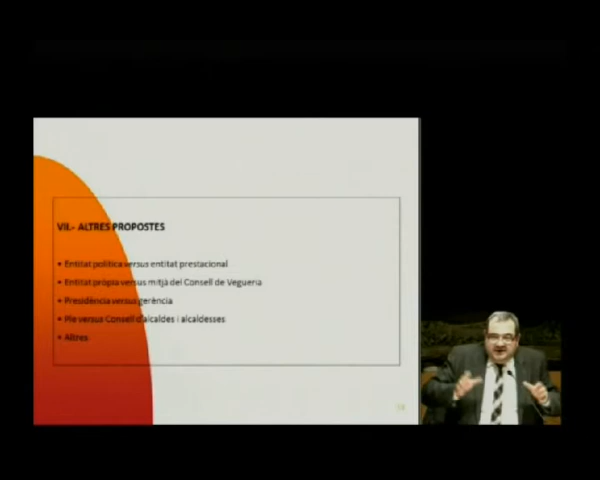 VII.- ALTRES PROPOSTES
• Entitat política versus entitat prestacional
• Entitat pròpia versus mitjà del Consell de Vegueria
• Presidència versus gerència
• Ple versus Consell d'alcaldes i alcaldesses
• Altres